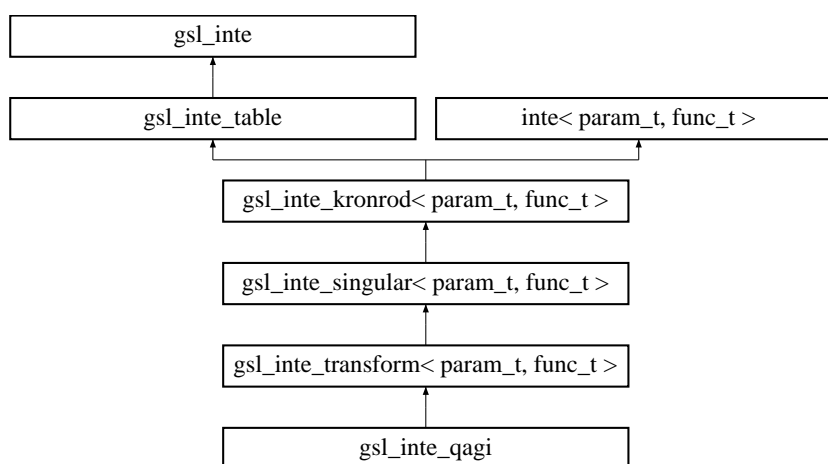 gsl_inte
gsl_inte_table
inte< param_t, func_t >
gsl_inte_kronrod< param_t, func_t >
gsl_inte_singular< param_t, func_t >
gsl_inte_transform< param_t, func_t >
gsl_inte_qagi